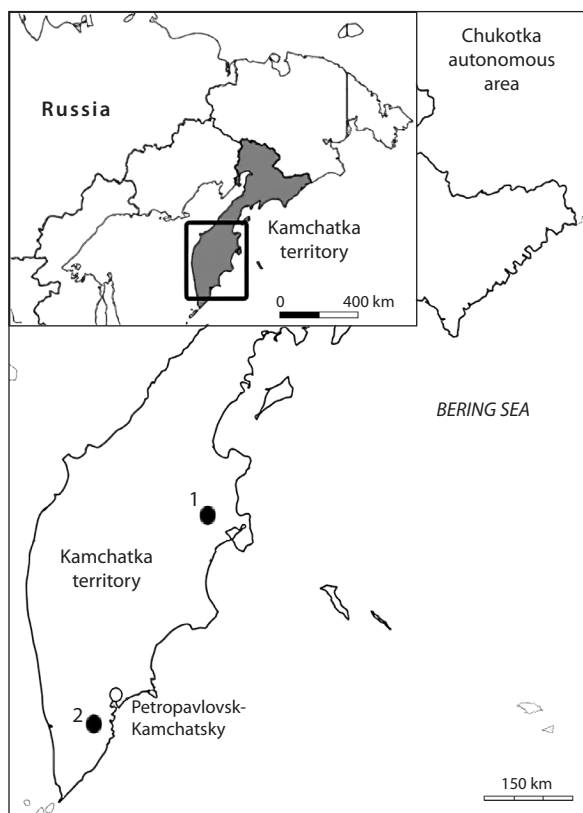 Chukotka
autonomous
area
Russia
Kamchatka
territory
0 400 km
BERING SEA
1
Kamchatka
territory
Petropavlovsk-
Kamchatsky
2
150 km